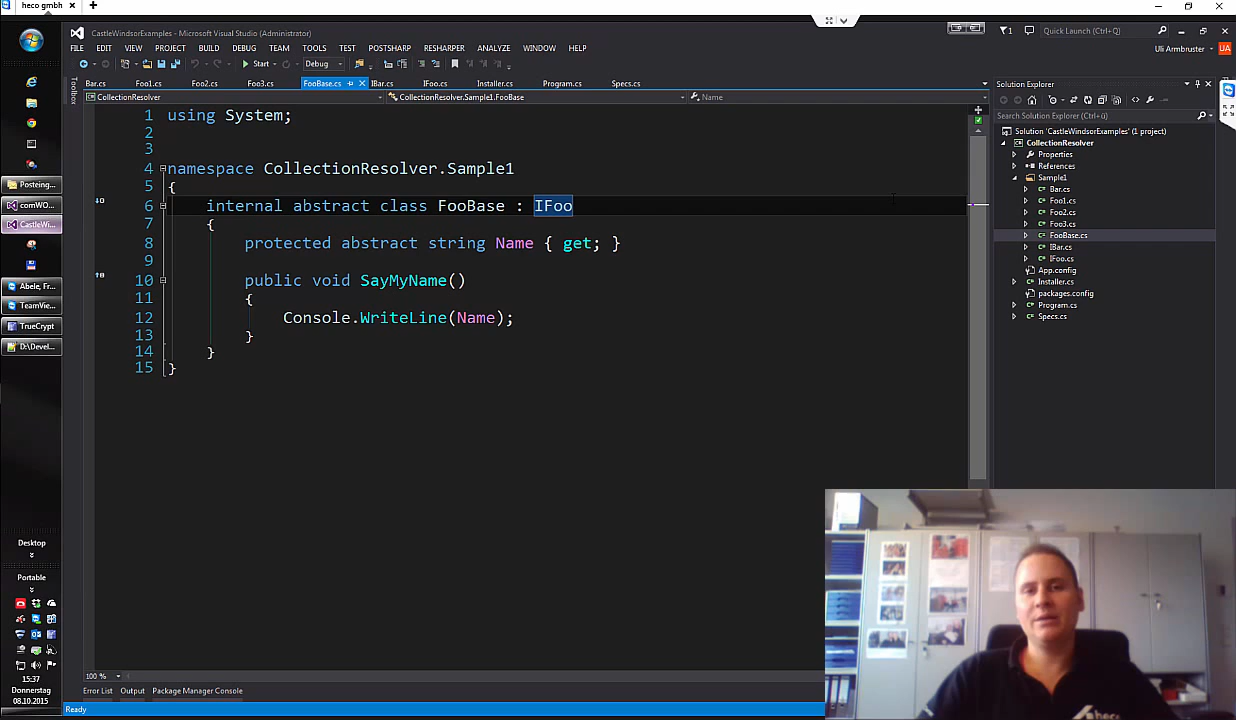 heco gmbh
CastleWindsorExamples - Microsoft Visual Studio (Administrator)
Quick Launch (Ctrl+Q)
FILE EDIT VIEW PROJECT BUILD DEBUG TEAM TOOLS TEST POSTSHARP RESHARPER ANALYZE WINDOW HELP
Uli Armbruster UA
Start Debug
Toolbox
Bar.cs Foo1.cs Foo2.cs Foo3.cs FooBase.cs IBar.cs IFoo.cs Installer.cs Program.cs Specs.cs
CollectionResolver CollectionResolver.Sample1.FooBase Name
1 using System;
2
3
4 namespace CollectionResolver.Sample1
5 {
6 internal abstract class FooBase : IFoo
7 {
8 protected abstract string Name { get; }
9
10 public void SayMyName()
11 {
12 Console.WriteLine(Name);
13 }
14 }
15 }
100 %
Error List Output Package Manager Console
Ready
Solution Explorer
Search Solution Explorer (Ctrl+ü)
Solution 'CastleWindsorExamples' (1 project)
CollectionResolver
Properties
References
Sample1
Bar.cs
Foo1.cs
Foo2.cs
Foo3.cs
FooBase.cs
IBar.cs
IFoo.cs
App.config
Installer.cs
packages.config
Program.cs
Specs.cs
Posteing...
comWO...
CastleWi...
Abele, Fr...
TeamVie...
TrueCrypt
D:\Devel...
Desktop
Portable
15:37
Donnerstag
08.10.2015
heco